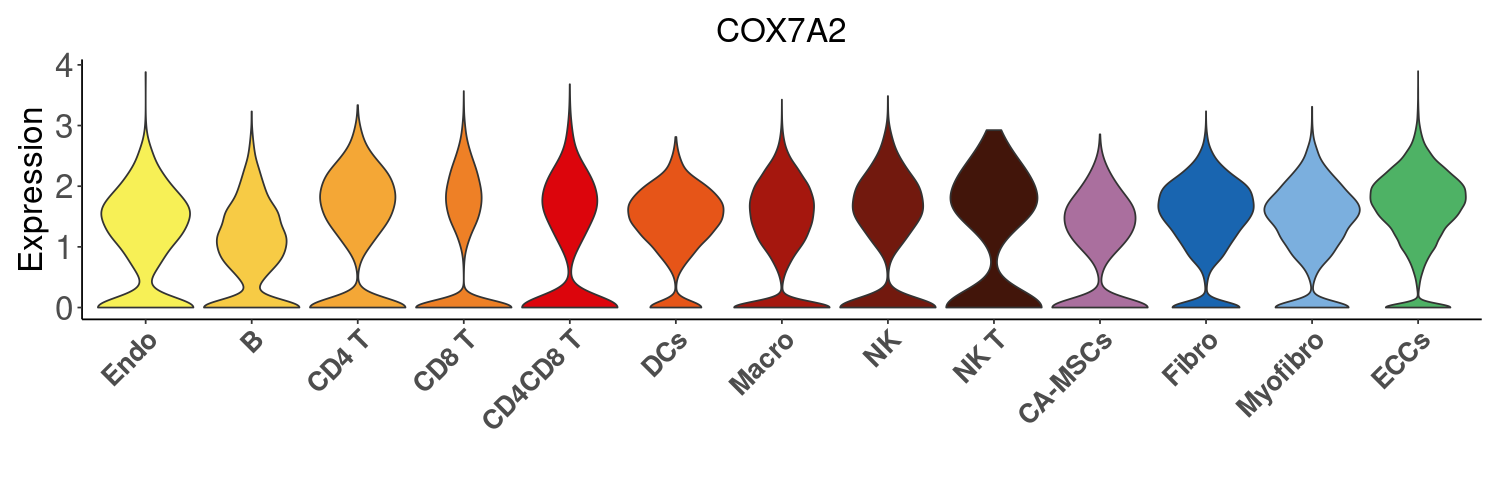 COX7A2
Expression
4
3
2
1
0
Endo
B
CD4 T
CD8 T
CD4CD8 T
DCs
Macro
NK
NK T
CA-MSCs
Fibro
Myofibro
ECCs